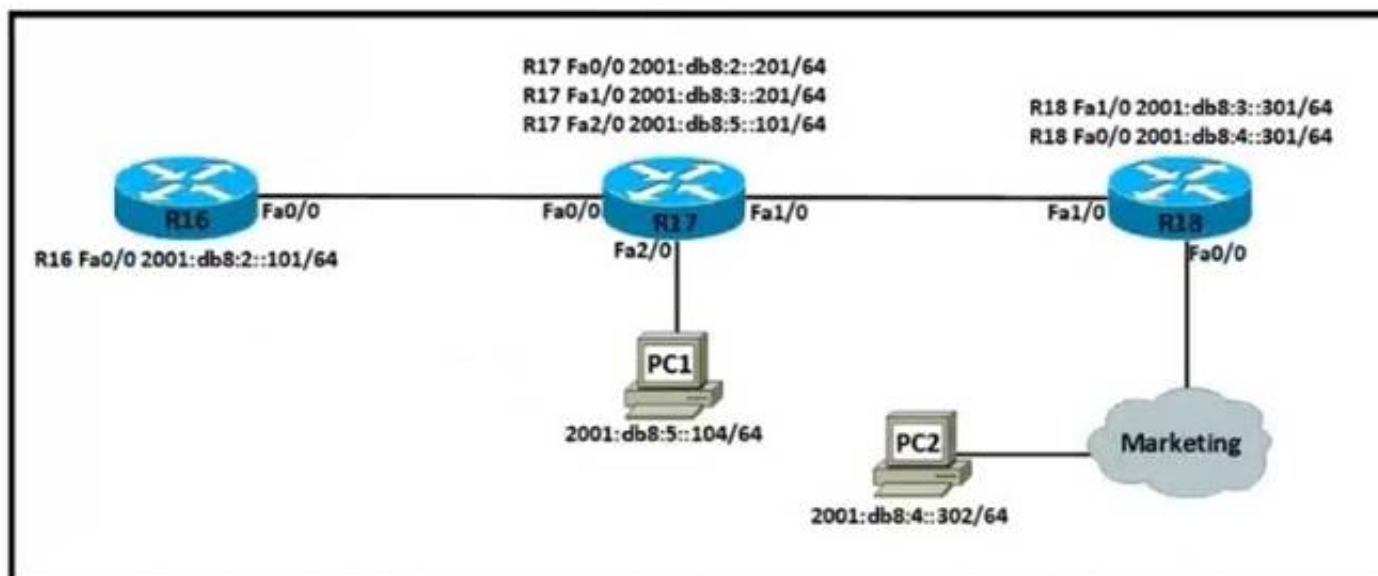 R17 Fa0/0 2001:db8:2::201/64
R17 Fa1/0 2001:db8:3::201/64
R17 Fa2/0 2001:db8:5::101/64
R18 Fa1/0 2001:db8:3::301/64
R18 Fa0/0 2001:db8:4::301/64
R16
Fa0/0
Fa0/0
R17
Fa1/0
Fa1/0
R18
Fa2/0
Fa0/0
R16 Fa0/0 2001:db8:2::101/64
PC1
2001:db8:5::104/64
PC2
Marketing
2001:db8:4::302/64